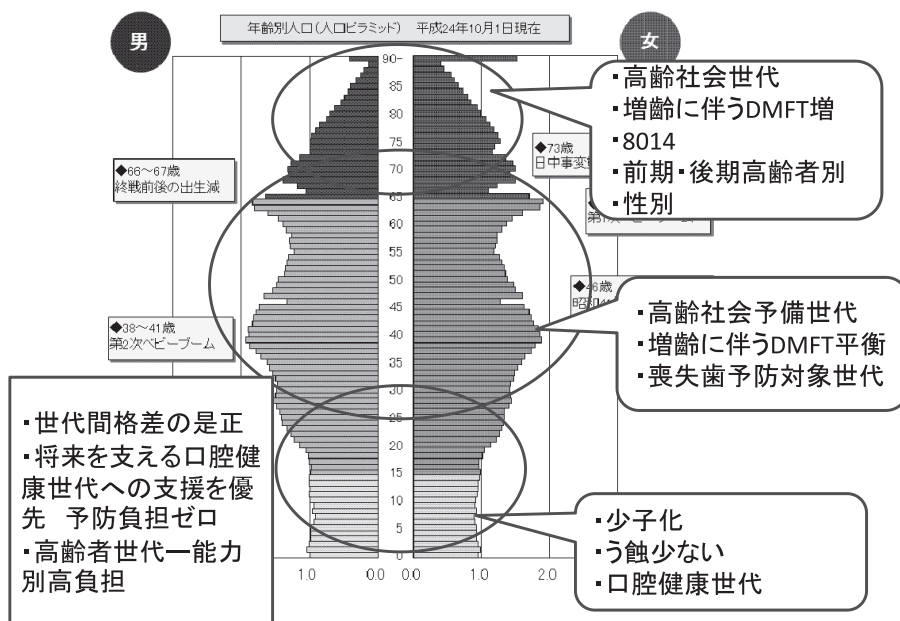 年齢別人口(人口ピラミッド) 平成24年10月1日現在
男
女
・高齢社会世代
・増齢に伴うDMFT増
・8014
・前期・後期高齢者別
・性別
◆66～67歳
終戦前後の出生減
◆73歳
日中事変
◆46歳
昭和
◆38～41歳
第2次ベビーブーム
・高齢社会予備世代
・増齢に伴うDMFT平衡
・喪失歯予防対象世代
・世代間格差の是正
・将来を支える口腔健
康世代への支援を優
先 予防負担ゼロ
・高齢者世代ー能力
別高負担
・少子化
・う蝕少ない
・口腔健康世代
90-
85
80
75
70
65
60
55
50
45
40
35
30
25
20
15
10
5
0
1.0 0.0 0.0 1.0 2.0